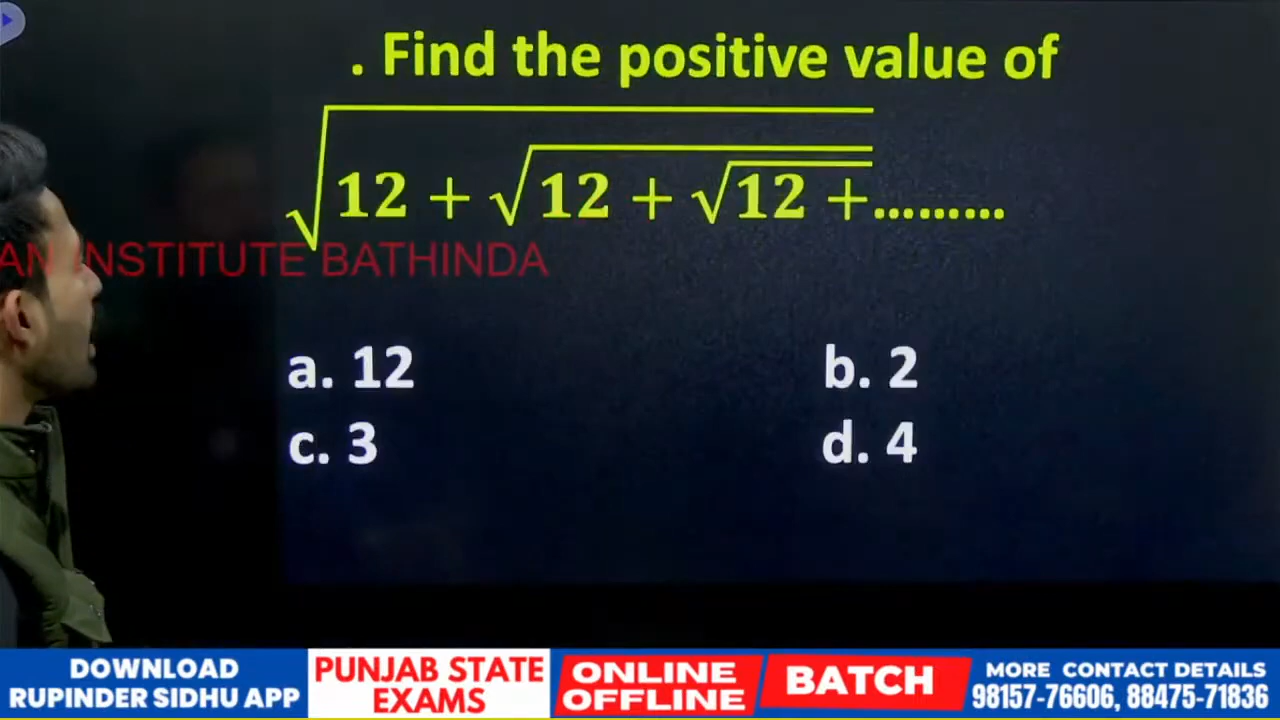 . Find the positive value of
√12 + √12 + √12 +.........
AN INSTITUTE BATHINDA
a. 12
b. 2
c. 3
d. 4
DOWNLOAD
RUPINDER SIDHU APP
PUNJAB STATE
EXAMS
ONLINE
OFFLINE
BATCH
MORE CONTACT DETAILS
98157-76606, 88475-71836